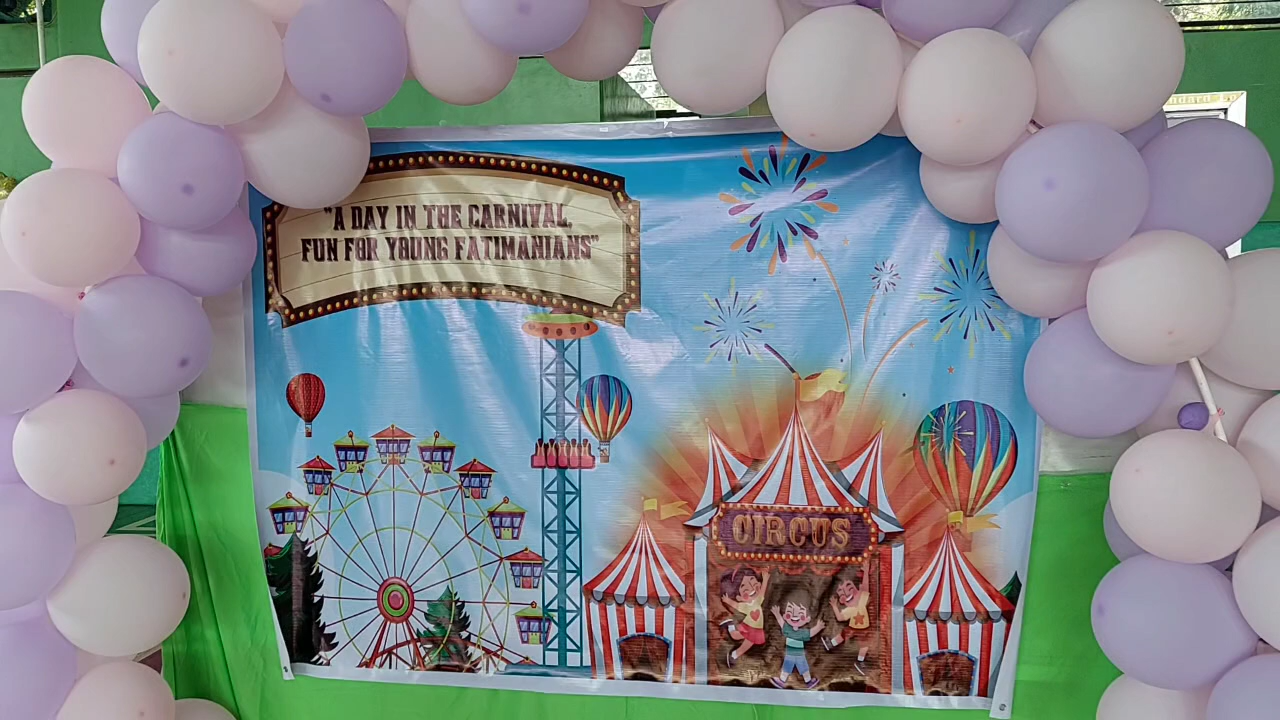 "A DAY IN THE CARNIVAL,
FUN FOR YOUNG FATIMANIANS"
CIRCUS